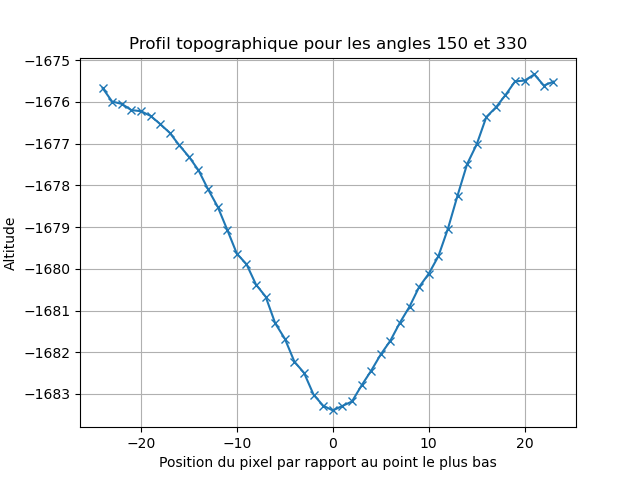 Profil topographique pour les angles 150 et 330
−1675
−1676
−1677
−1678
−1679
−1680
−1681
−1682
−1683
Altitude
−20 −10 0 10 20
Position du pixel par rapport au point le plus bas